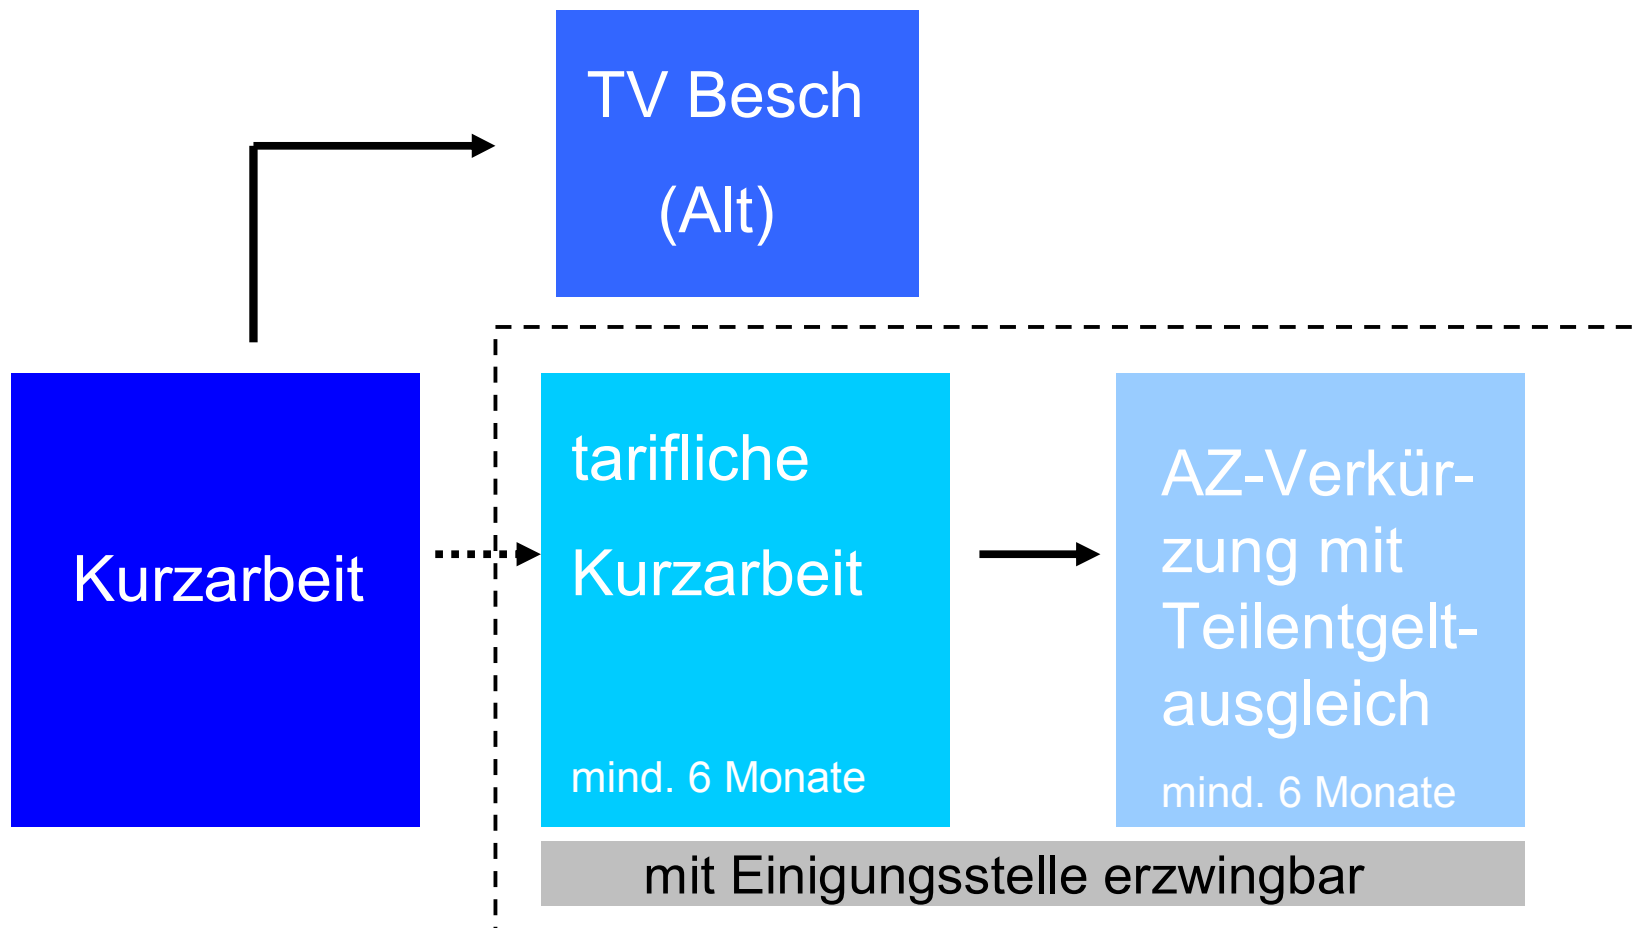 TV Besch
(Alt)
Kurzarbeit
tarifliche
Kurzarbeit
mind. 6 Monate
AZ-Verkür-
zung mit
Teilentgelt-
ausgleich
mind. 6 Monate
mit Einigungsstelle erzwingbar